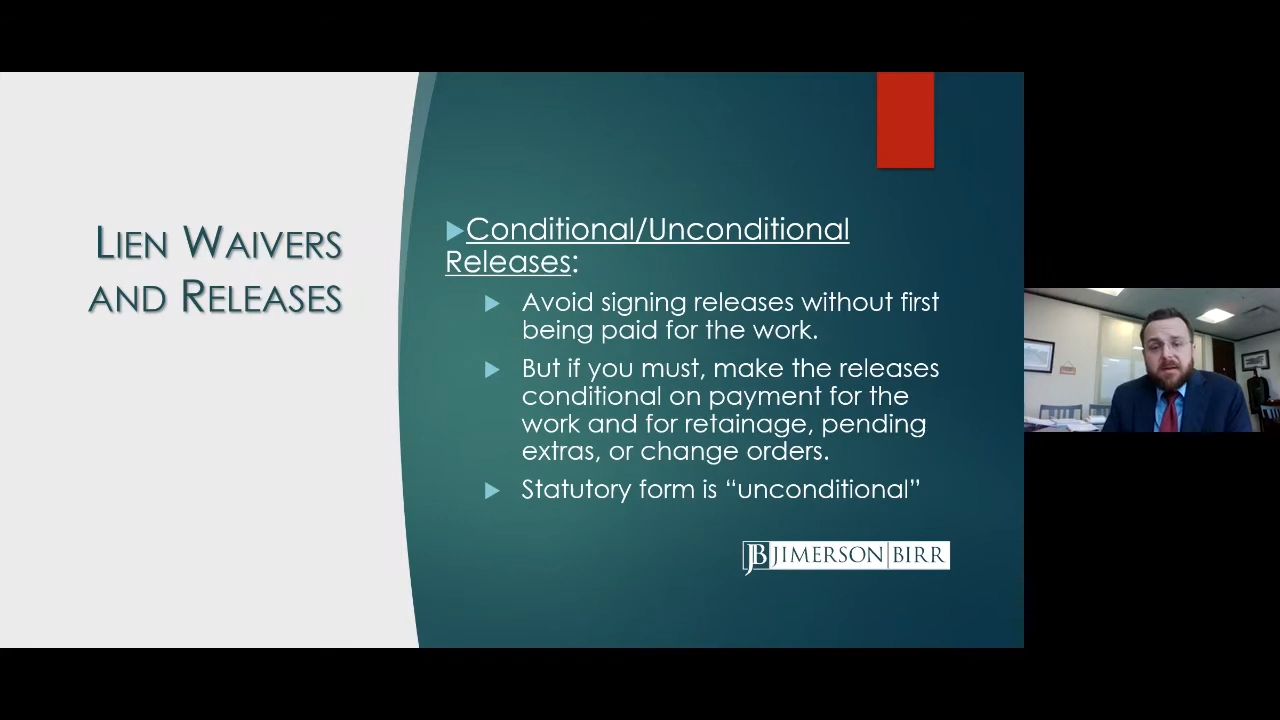 LIEN WAIVERS
AND RELEASES
Conditional/Unconditional
Releases:
Avoid signing releases without first
being paid for the work.
But if you must, make the releases
conditional on payment for the
work and for retainage, pending
extras, or change orders.
Statutory form is “unconditional”
JB JIMERSON BIRR